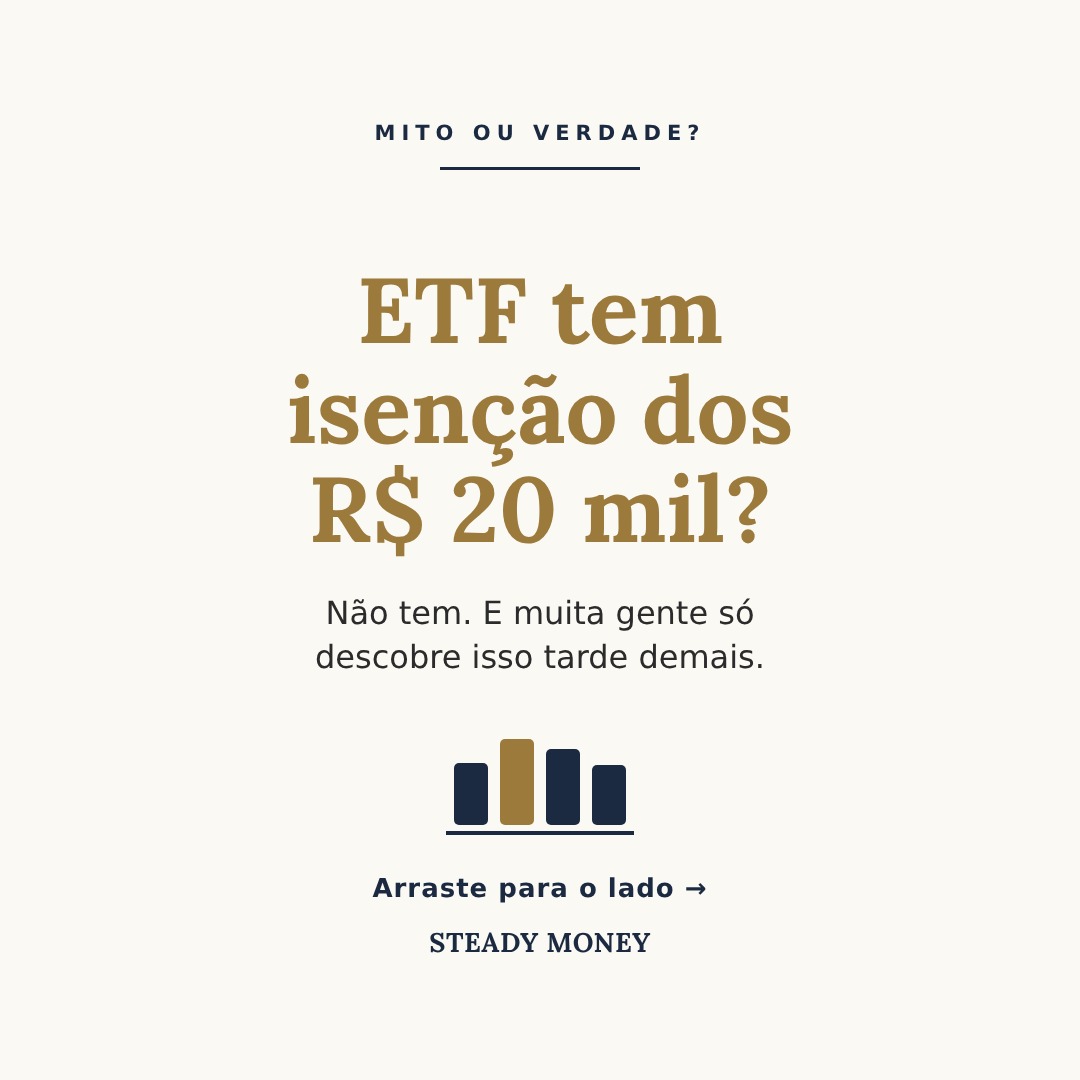 MITO OU VERDADE?
ETF tem
isenção dos
R$ 20 mil?
Não tem. E muita gente só
descobre isso tarde demais.
Arraste para o lado →
STEADY MONEY